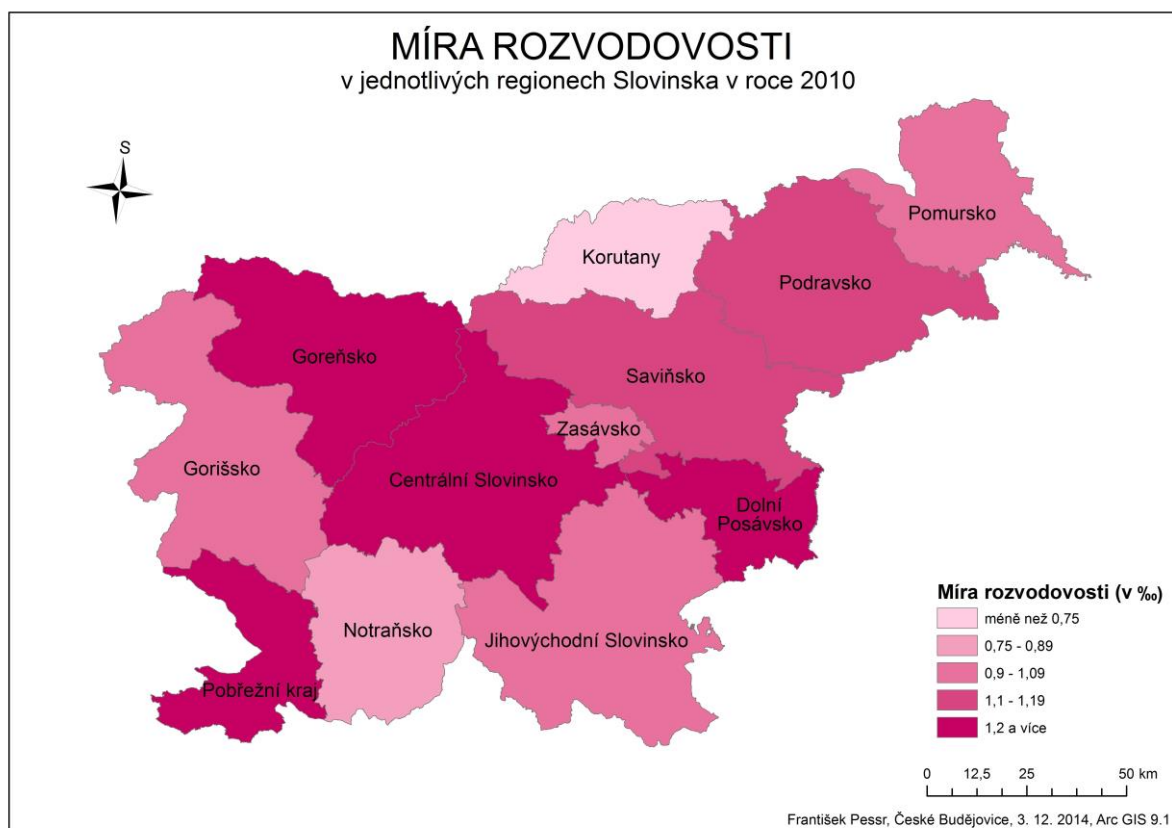 MÍRA ROZVODOVOSTI
v jednotlivých regionech Slovinska v roce 2010
S
Pomursko
Korutany
Podravsko
Goreňsko
Saviňsko
Zasávsko
Gorišsko
Centrální Slovinsko
Dolní
Posávsko
Notraňsko
Jihovýchodní Slovinsko
Pobřežní kraj
Míra rozvodovosti (v ‰)
méně než 0,75
0,75 - 0,89
0,9 - 1,09
1,1 - 1,19
1,2 a více
0 12,5 25 50 km
František Pessr, České Budějovice, 3. 12. 2014, Arc GIS 9.1